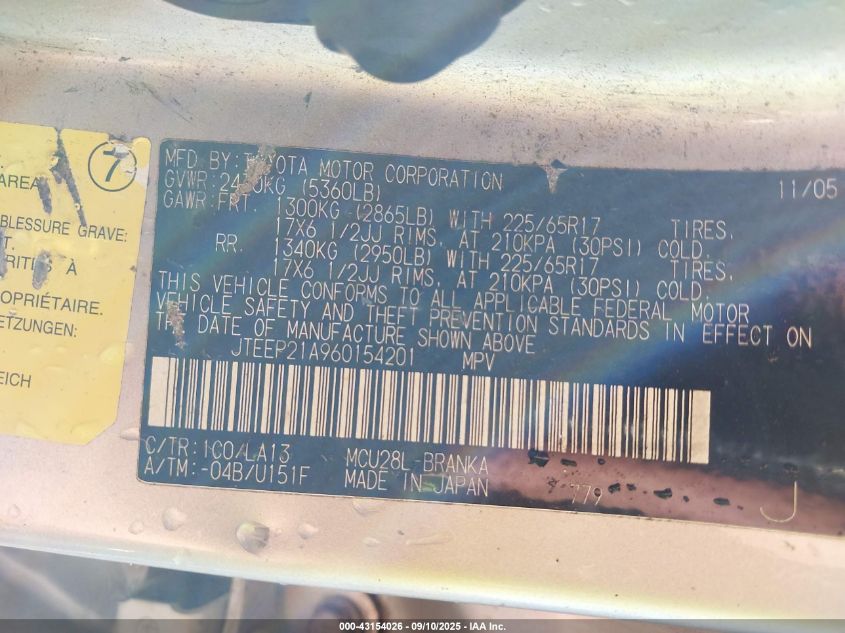 7
AREA
BLESSURE GRAVE:
T.
RITIES À
OPRIÉTAIRE.
ETZUNGEN:
EICH
MFD BY: TOYOTA MOTOR CORPORATION 11/05
(5360LB)
GAWR: FRT. 1300KG (2865LB) WITH 225/65R17 TIRES,
17X6 1/2JJ RIMS, AT 210KPA (30PSI) COLD.
RR. 1340KG (2950LB) WITH 225/65R17 TIRES,
17X6 1/2JJ RIMS, AT 210KPA (30PSI) COLD.
THIS VEHICLE CONFORMS TO ALL APPLICABLE FEDERAL MOTOR
VEHICLE SAFETY AND THEFT PREVENTION STANDARDS IN EFFECT ON
THE DATE OF MANUFACTURE SHOWN ABOVE
JTEEP21A960154201 MPV
C/TR: 1C0/LA13 MCU28L-BRANKA
A/TM: -04B/U151F MADE IN JAPAN 779 J
000-43154026 - 09/10/2025 - IAA Inc.